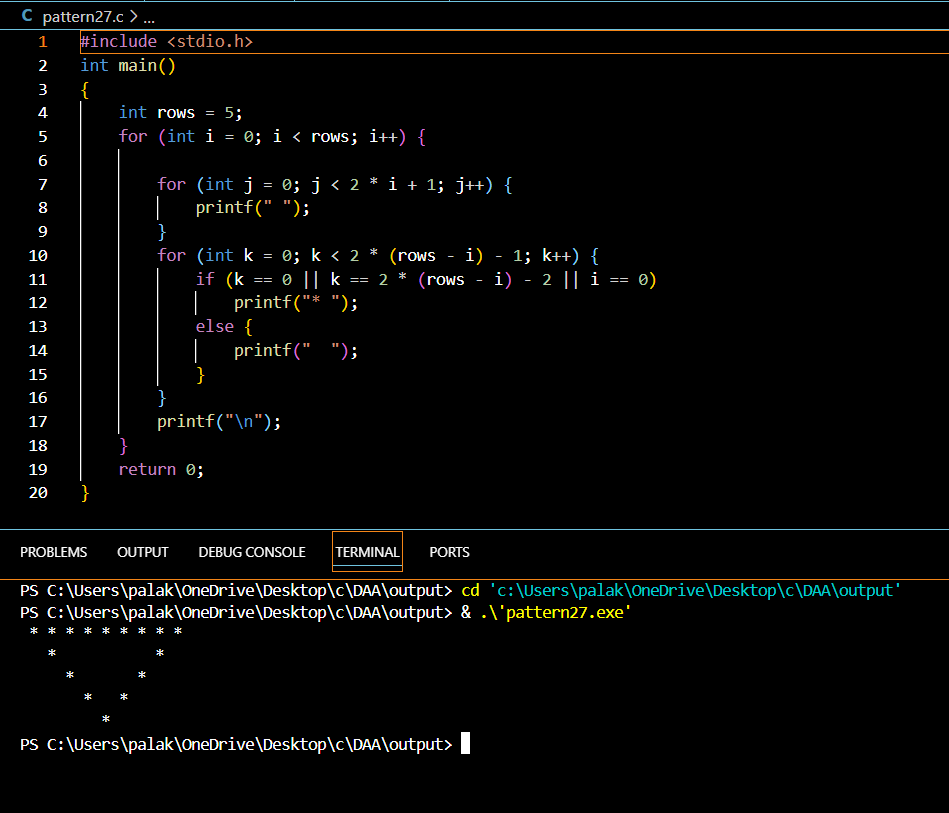 C pattern27.c > ...
1 #include <stdio.h>
2 int main()
3 {
4     int rows = 5;
5     for (int i = 0; i < rows; i++) {
6
7         for (int j = 0; j < 2 * i + 1; j++) {
8             printf(" ");
9         }
10         for (int k = 0; k < 2 * (rows - i) - 1; k++) {
11             if (k == 0 || k == 2 * (rows - i) - 2 || i == 0)
12                 printf("* ");
13             else {
14                 printf("  ");
15             }
16         }
17         printf("\n");
18     }
19     return 0;
20 }
PROBLEMS OUTPUT DEBUG CONSOLE TERMINAL PORTS
PS C:\Users\palak\OneDrive\Desktop\c\DAA\output> cd 'c:\Users\palak\OneDrive\Desktop\c\DAA\output'
PS C:\Users\palak\OneDrive\Desktop\c\DAA\output> & .\'pattern27.exe'
 * * * * * * * * *
   *           *
     *       *
       *   *
         *
PS C:\Users\palak\OneDrive\Desktop\c\DAA\output>